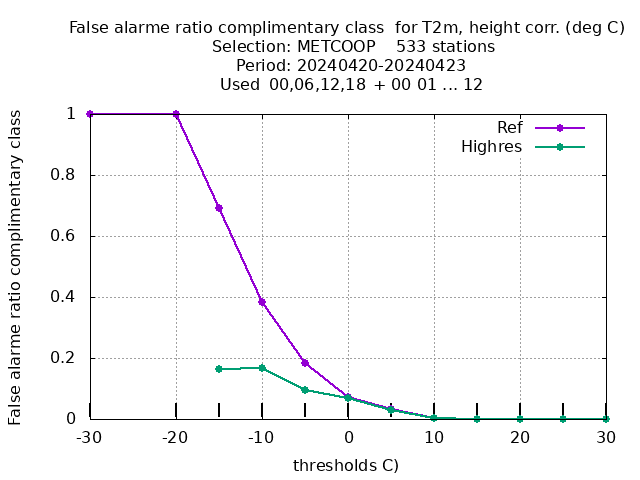 False alarme ratio complimentary class  for T2m, height corr. (deg C)
Selection: METCOOP    533 stations
Period: 20240420-20240423
Used  00,06,12,18  + 00 01 ... 12
False alarme ratio complimentary class
1
0.8
0.6
0.4
0.2
0
Ref
Highres
-30 -20 -10 0 10 20 30
thresholds C)